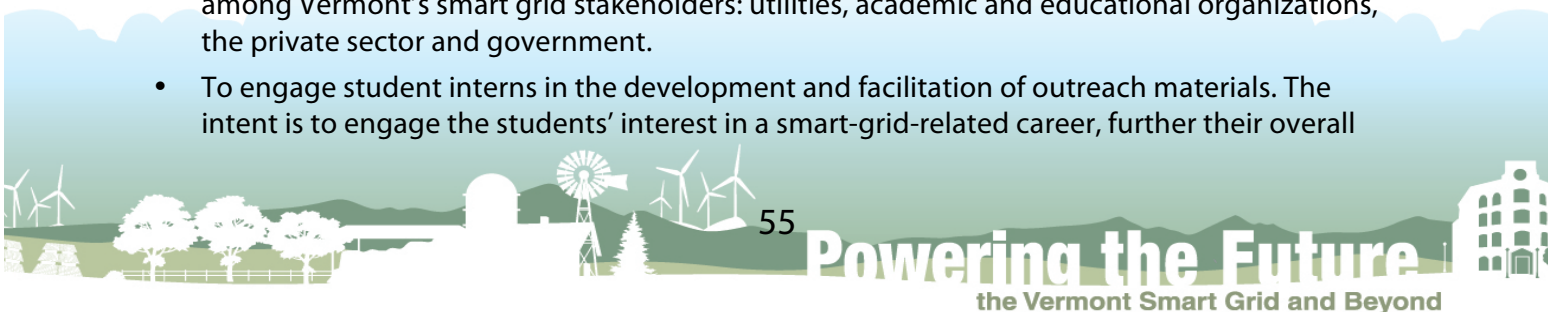 among Vermont's smart grid stakeholders: utilities, academic and educational organizations,
the private sector and government.
• To engage student interns in the development and facilitation of outreach materials. The
intent is to engage the students' interest in a smart-grid-related career, further their overall
55
Powering the Future
the Vermont Smart Grid and Beyond